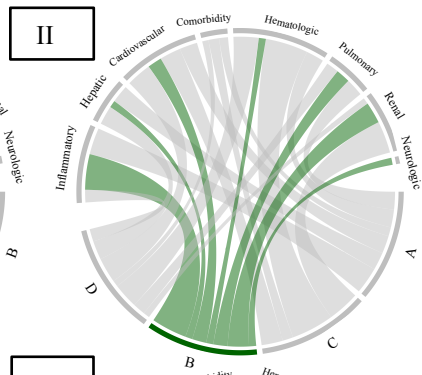 II
Comorbidity
Hematologic
Cardiovascular
Pulmonary
Hepatic
Renal
Inflammatory
Neurologic
Neurologic
B
A
D
C
B